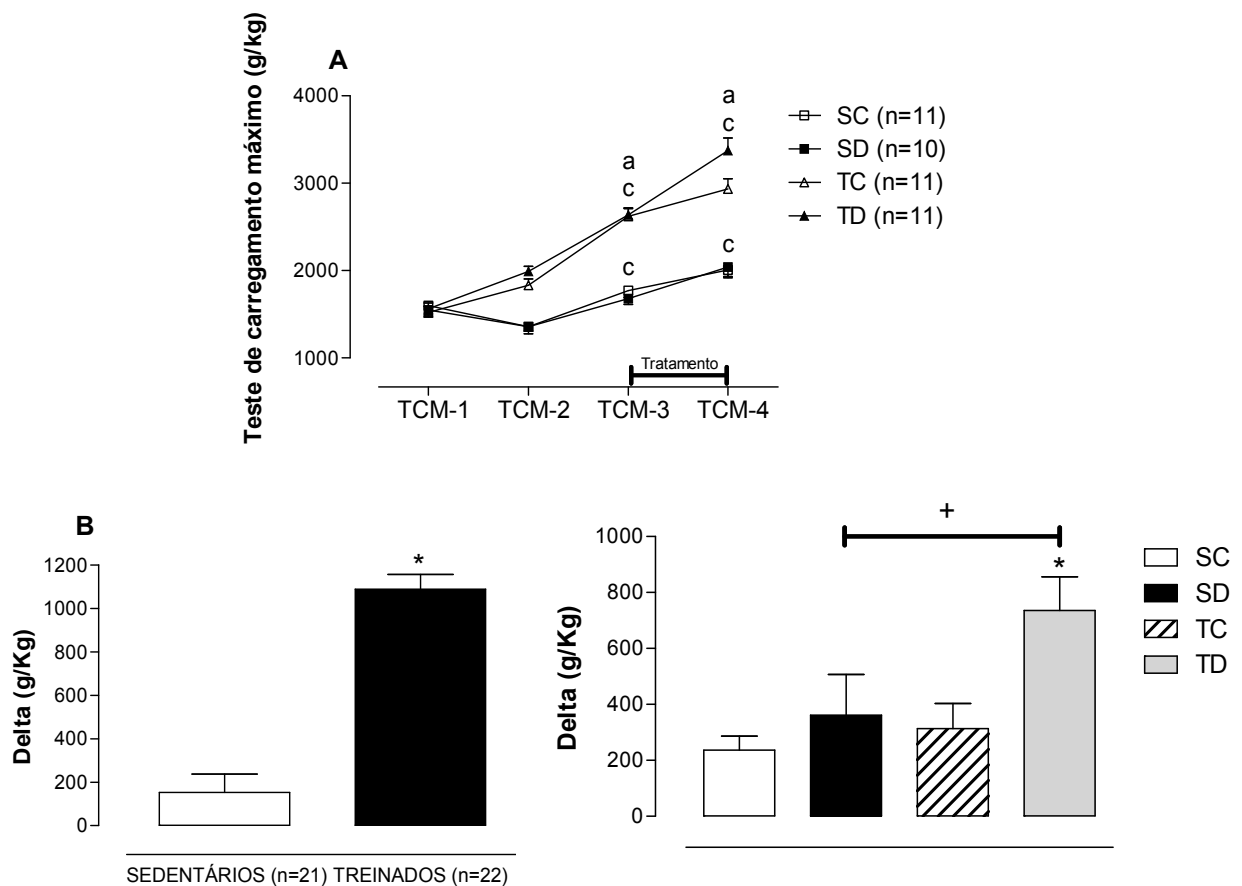 A
Teste de carregamento máximo (g/kg)
4000
3000
2000
1000
a
c
a
c
c
c
Tratamento
TCM-1 TCM-2 TCM-3 TCM-4
SC (n=11)
SD (n=10)
TC (n=11)
TD (n=11)
B
Delta (g/Kg)
1200
1000
800
600
400
200
0
*
SEDENTÁRIOS (n=21) TREINADOS (n=22)
Delta (g/Kg)
1000
800
600
400
200
0
+
*
SC
SD
TC
TD